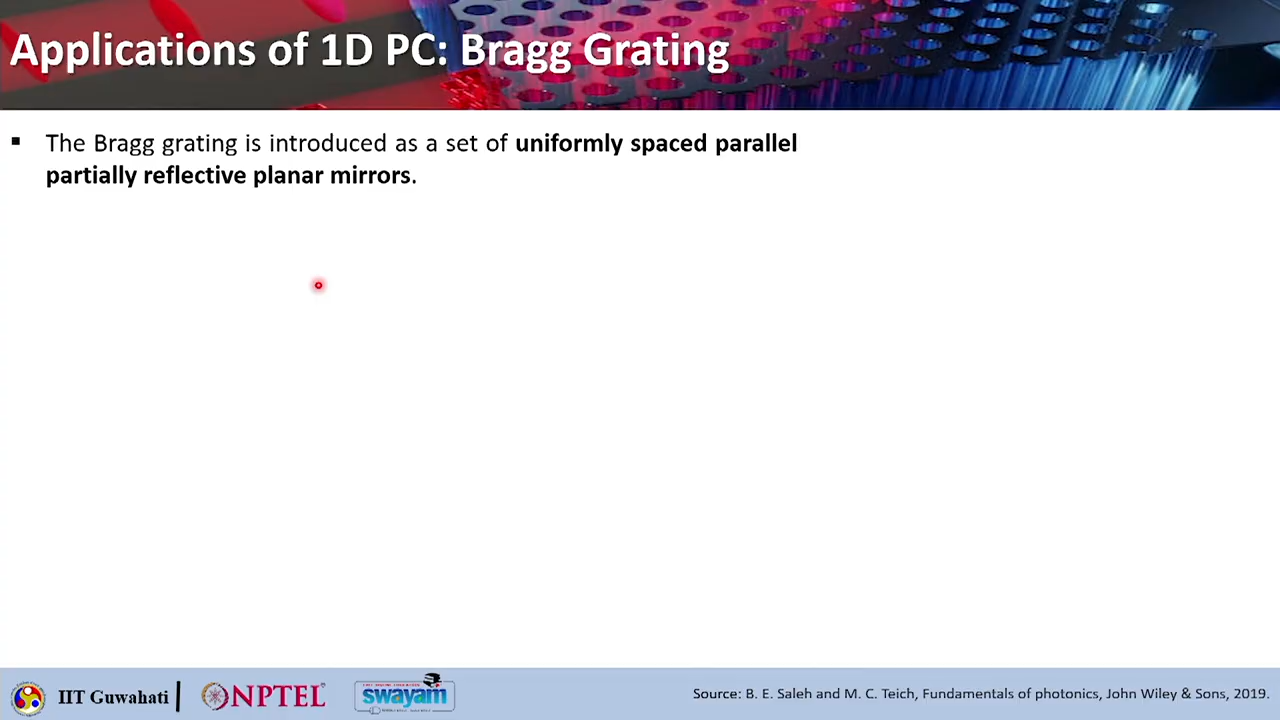 Applications of 1D PC: Bragg Grating
▪ The Bragg grating is introduced as a set of uniformly spaced parallel
partially reflective planar mirrors.
IIT Guwahati
NPTEL
swayam
Source: B. E. Saleh and M. C. Teich, Fundamentals of photonics, John Wiley & Sons, 2019.